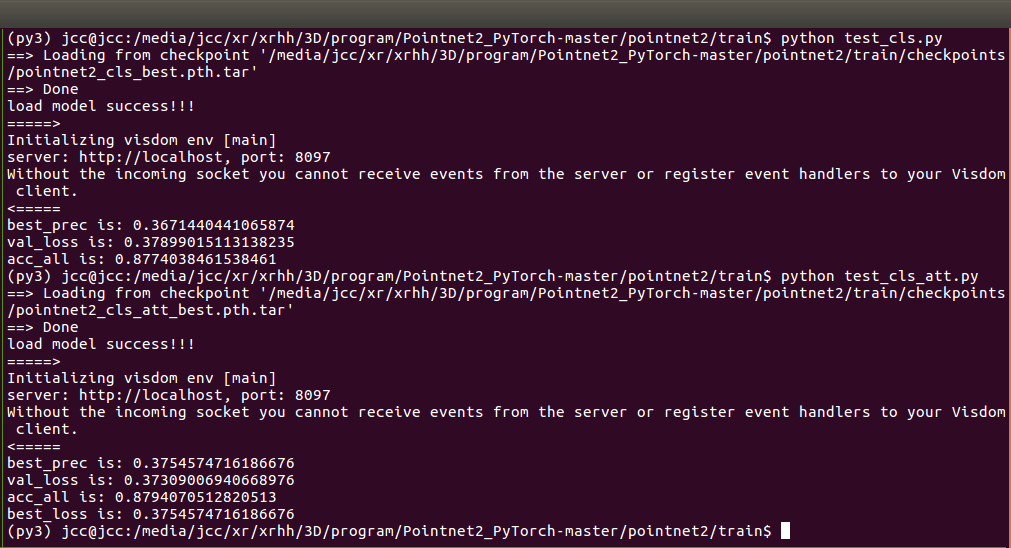 (py3) jcc@jcc:/media/jcc/xr/xrhh/3D/program/Pointnet2_PyTorch-master/pointnet2/train$ python test_cls.py
==> Loading from checkpoint '/media/jcc/xr/xrhh/3D/program/Pointnet2_PyTorch-master/pointnet2/train/checkpoints
/pointnet2_cls_best.pth.tar'
==> Done
load model success!!!
=====>
Initializing visdom env [main]
server: http://localhost, port: 8097
Without the incoming socket you cannot receive events from the server or register event handlers to your Visdom
 client.
<=====
best_prec is: 0.3671440441065874
val_loss is: 0.37899015113138235
acc_all is: 0.8774038461538461
(py3) jcc@jcc:/media/jcc/xr/xrhh/3D/program/Pointnet2_PyTorch-master/pointnet2/train$ python test_cls_att.py
==> Loading from checkpoint '/media/jcc/xr/xrhh/3D/program/Pointnet2_PyTorch-master/pointnet2/train/checkpoints
/pointnet2_cls_att_best.pth.tar'
==> Done
load model success!!!
=====>
Initializing visdom env [main]
server: http://localhost, port: 8097
Without the incoming socket you cannot receive events from the server or register event handlers to your Visdom
 client.
<=====
best_prec is: 0.3754574716186676
val_loss is: 0.37309006940668976
acc_all is: 0.8794070512820513
best_loss is: 0.3754574716186676
(py3) jcc@jcc:/media/jcc/xr/xrhh/3D/program/Pointnet2_PyTorch-master/pointnet2/train$